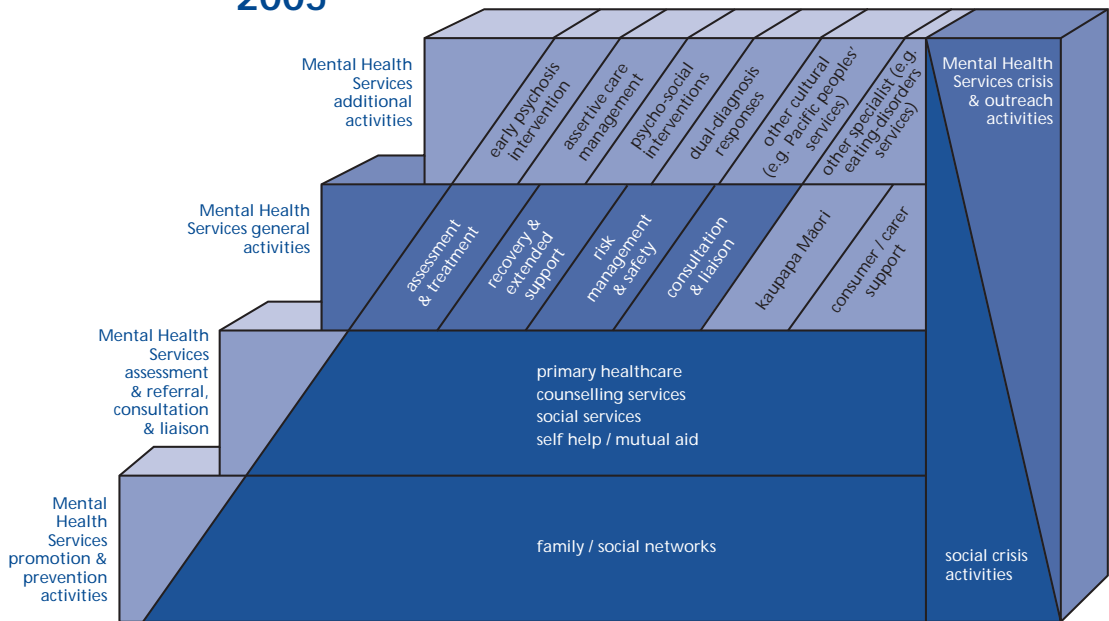 2005
Mental Health
Services
additional
activities
early psychosis
intervention
assertive care
management
psycho-social
interventions
dual-diagnosis
responses
other cultural
(e.g. Pacific peoples’
services)
other specialist (e.g.
eating-disorders
services)
Mental Health
Services crisis
& outreach
activities
Mental Health
Services general
activities
assessment
& treatment
recovery &
extended
support
risk
management
& safety
consultation
& liaison
kaupapa Máori
consumer / carer
support
Mental Health
Services
assessment
& referral,
consultation
& liaison
primary healthcare
counselling services
social services
self help / mutual aid
Mental
Health
Services
promotion &
prevention
activities
family / social networks
social crisis
activities